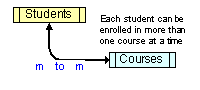 Students
Each student can be
enrolled in more than
one course at a time
m to m
Courses